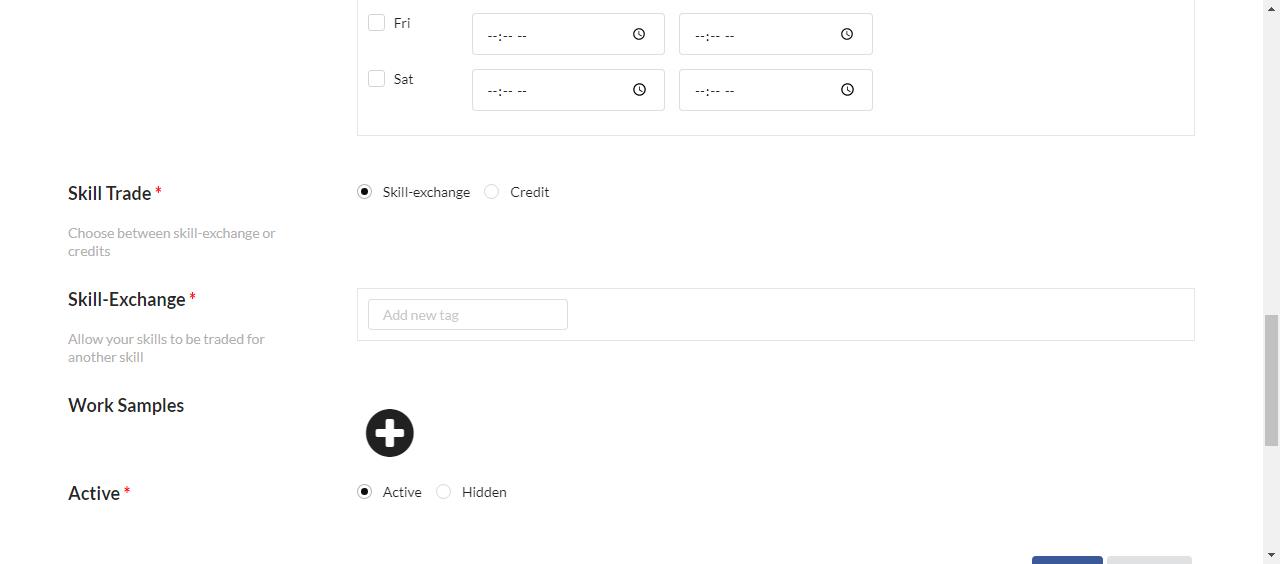 Fri --:-- -- --:-- --
Sat --:-- -- --:-- --
Skill Trade * Skill-exchange Credit
Choose between skill-exchange or
credits
Skill-Exchange * Add new tag
Allow your skills to be traded for
another skill
Work Samples
Active * Active Hidden